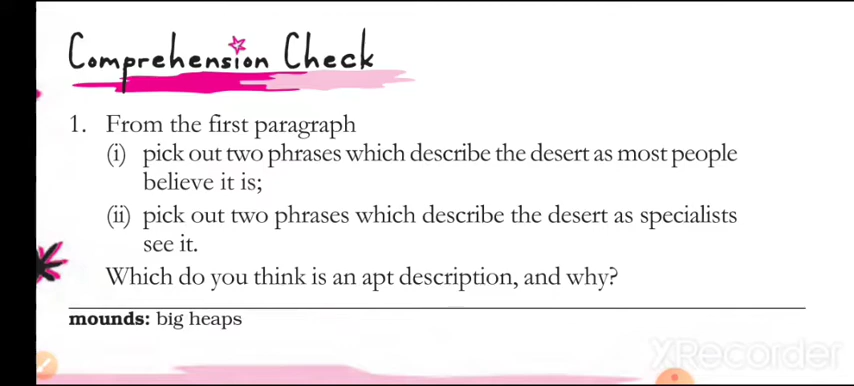 Comprehension Check
1. From the first paragraph
(i) pick out two phrases which describe the desert as most people
believe it is;
(ii) pick out two phrases which describe the desert as specialists
see it.
Which do you think is an apt description, and why?
mounds: big heaps
XRecorder